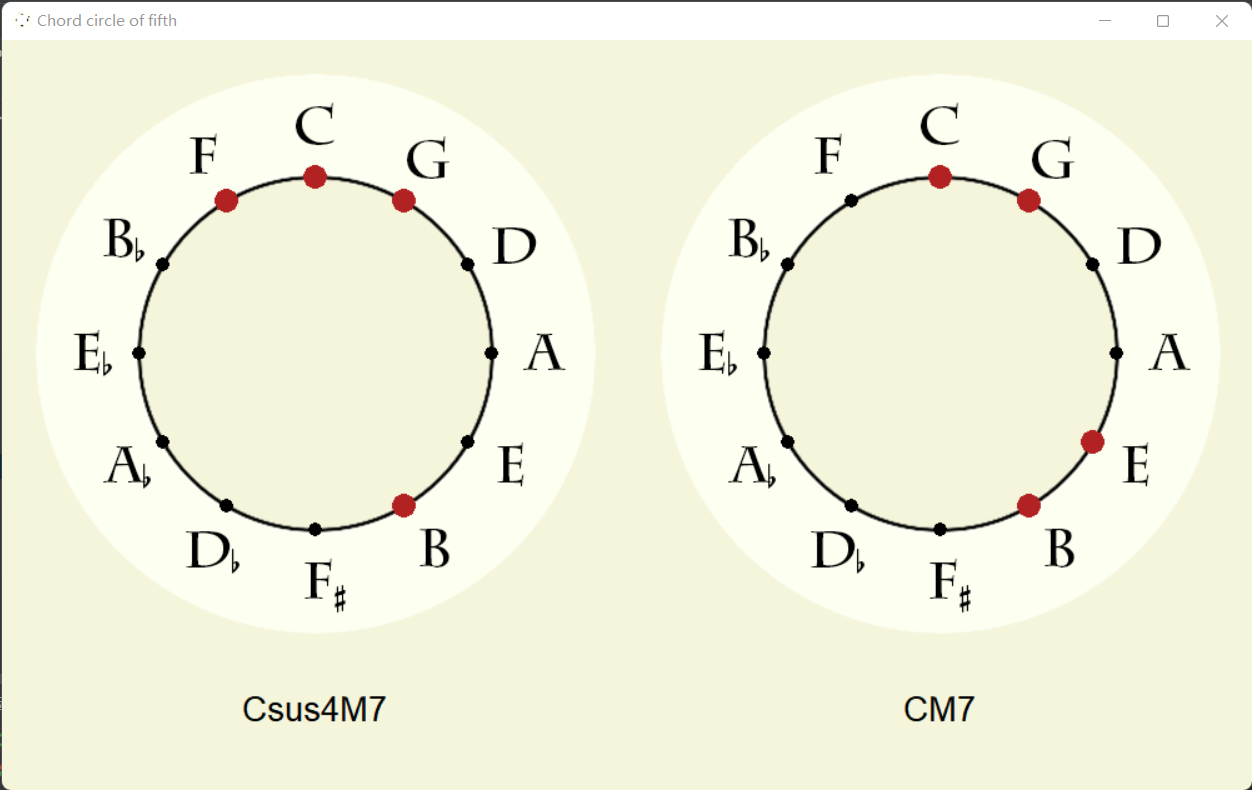 Chord circle of fifth
C
F
G
B♭
D
E♭
A
A♭
E
D♭
B
F♯
C
F
G
B♭
D
E♭
A
A♭
E
D♭
B
F♯
Csus4M7
CM7